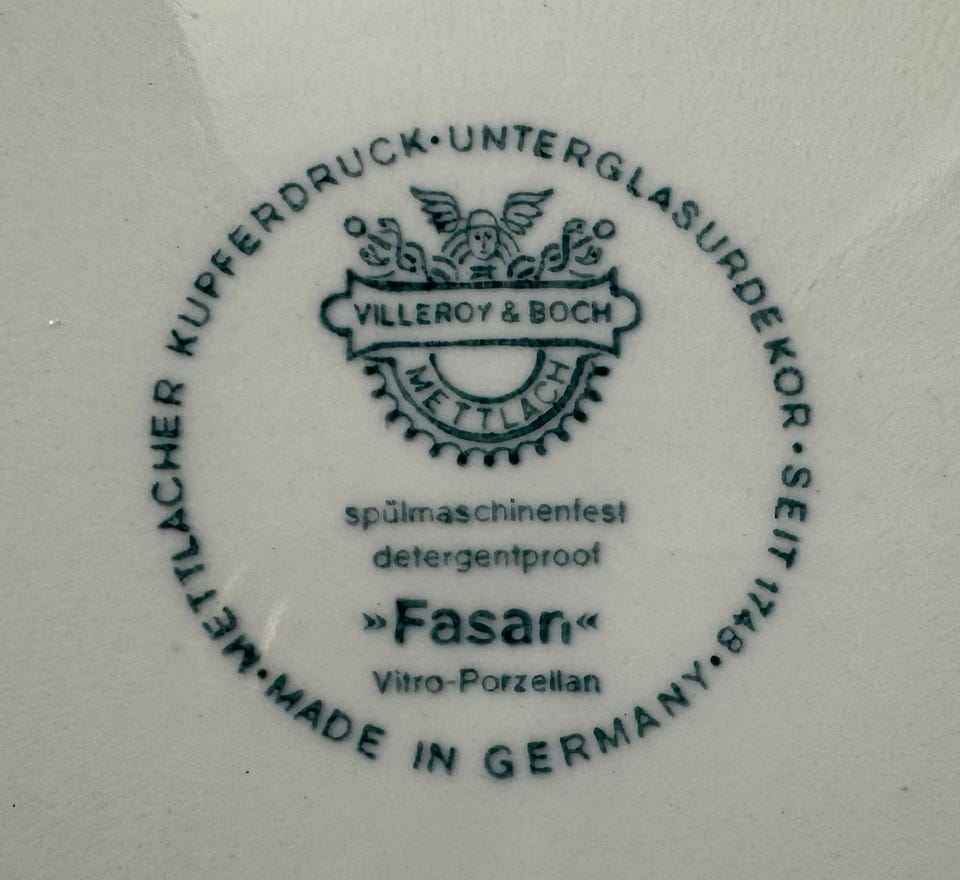 METTLACHER KUPFERDRUCK·UNTERGLASURDEKOR·SEIT 1748·MADE IN GERMANY·
VILLEROY & BOCH
METTLACH
spülmaschinenfest
detergentproof
»Fasan«
Vitro-Porzellan